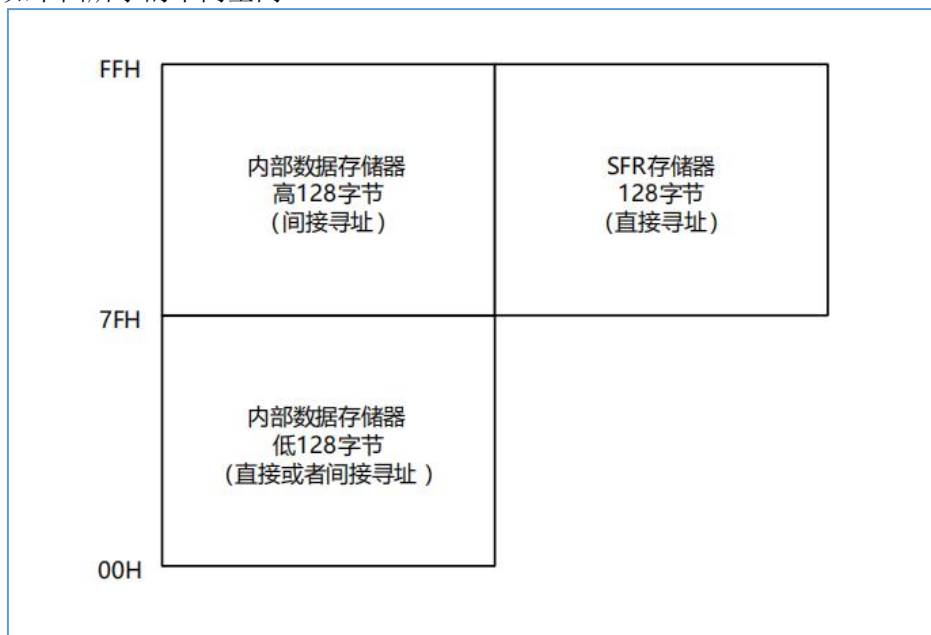 FFH
内部数据存储器
高128字节
（间接寻址）
SFR存储器
128字节
（直接寻址）
7FH
内部数据存储器
低128字节
（直接或者间接寻址 ）
00H